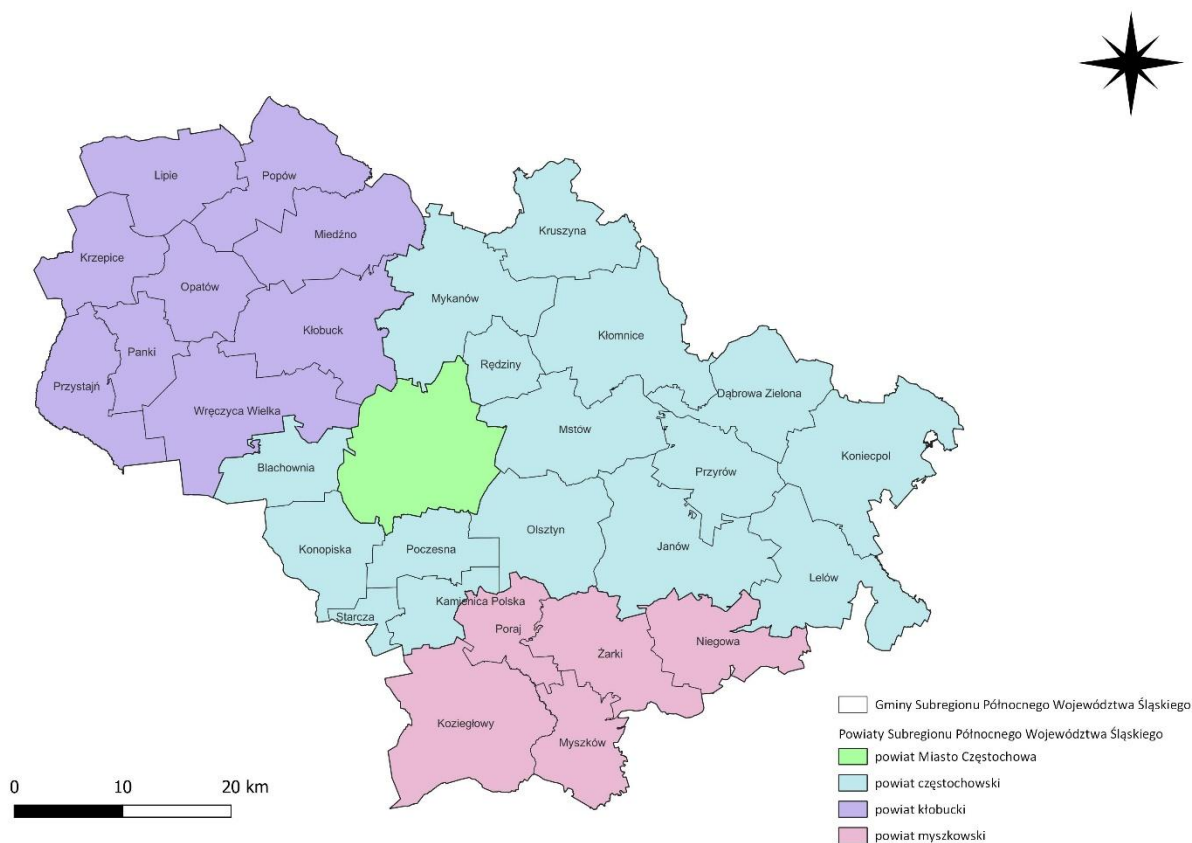 Lipie
Popów
Miedźno
Kruszyna
Krzepice
Opatów
Mykanów
Kłobuck
Kłomnice
Panki
Rędziny
Przystajń
Dąbrowa Zielona
Wręczyca Wielka
Mstów
Koniecpol
Blachownia
Przyrów
Olsztyn
Konopiska
Poczesna
Janów
Lelów
Kamienica Polska
Starcza
Poraj
Niegowa
Żarki
Koziegłowy
Myszków
Gminy Subregionu Północnego Województwa Śląskiego
Powiaty Subregionu Północnego Województwa Śląskiego
powiat Miasto Częstochowa
powiat częstochowski
powiat kłobucki
powiat myszkowski
0 10 20 km